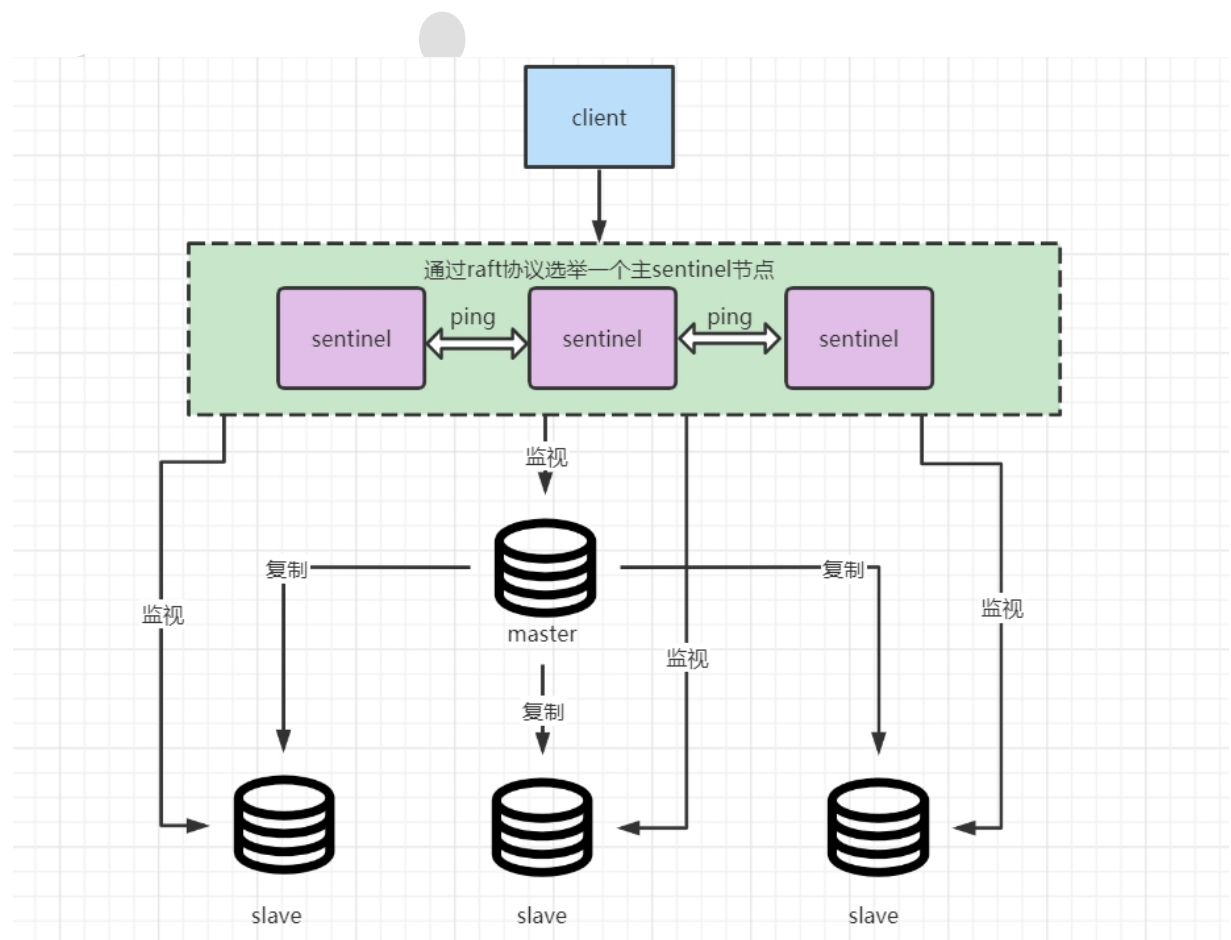 client
通过raft协议选举一个主sentinel节点
ping
ping
sentinel
sentinel
sentinel
监视
复制
复制
监视
监视
master
监视
复制
slave
slave
slave